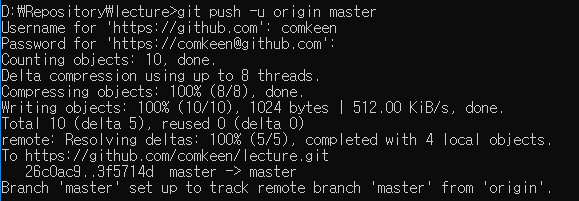 D:₩Repository₩lecture>git push -u origin master
Username for 'https://github.com': comkeen
Password for 'https://comkeen@github.com':
Counting objects: 10, done.
Delta compression using up to 8 threads.
Compressing objects: 100% (8/8), done.
Writing objects: 100% (10/10), 1024 bytes | 512.00 KiB/s, done.
Total 10 (delta 5), reused 0 (delta 0)
remote: Resolving deltas: 100% (5/5), completed with 4 local objects.
To https://github.com/comkeen/lecture.git
   26c0ac9..3f5714d  master -> master
Branch 'master' set up to track remote branch 'master' from 'origin'.